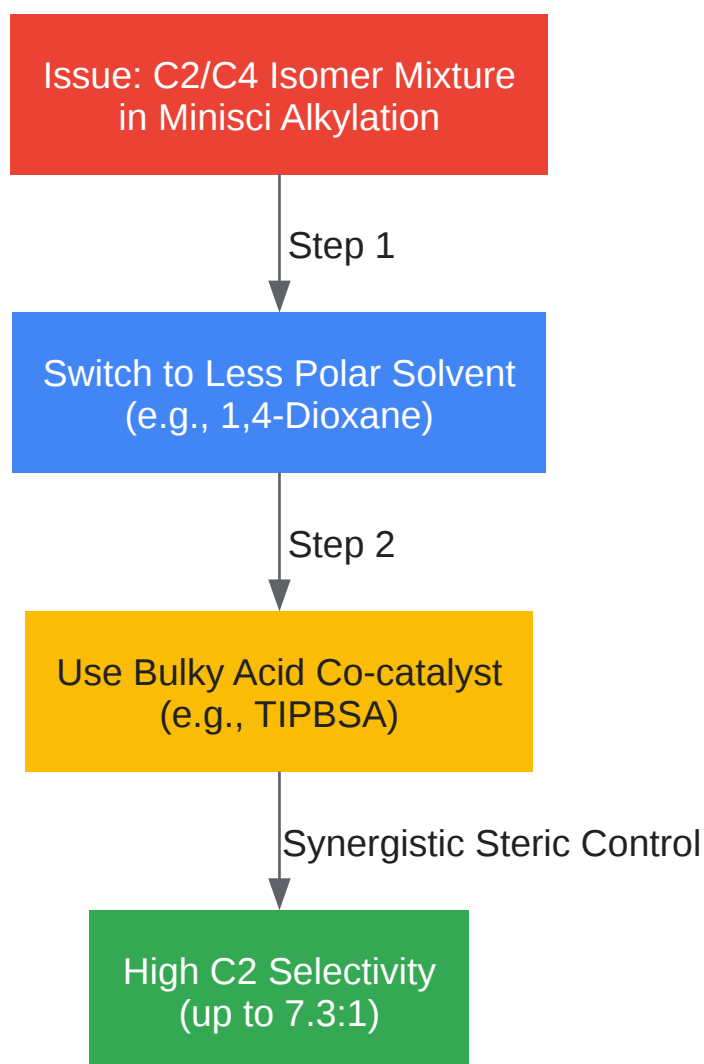 Issue: C2/C4 Isomer Mixture
in Minisci Alkylation
Step 1
Switch to Less Polar Solvent
(e.g., 1,4-Dioxane)
Step 2
Use Bulky Acid Co-catalyst
(e.g., TIPBSA)
Synergistic Steric Control
High C2 Selectivity
(up to 7.3:1)